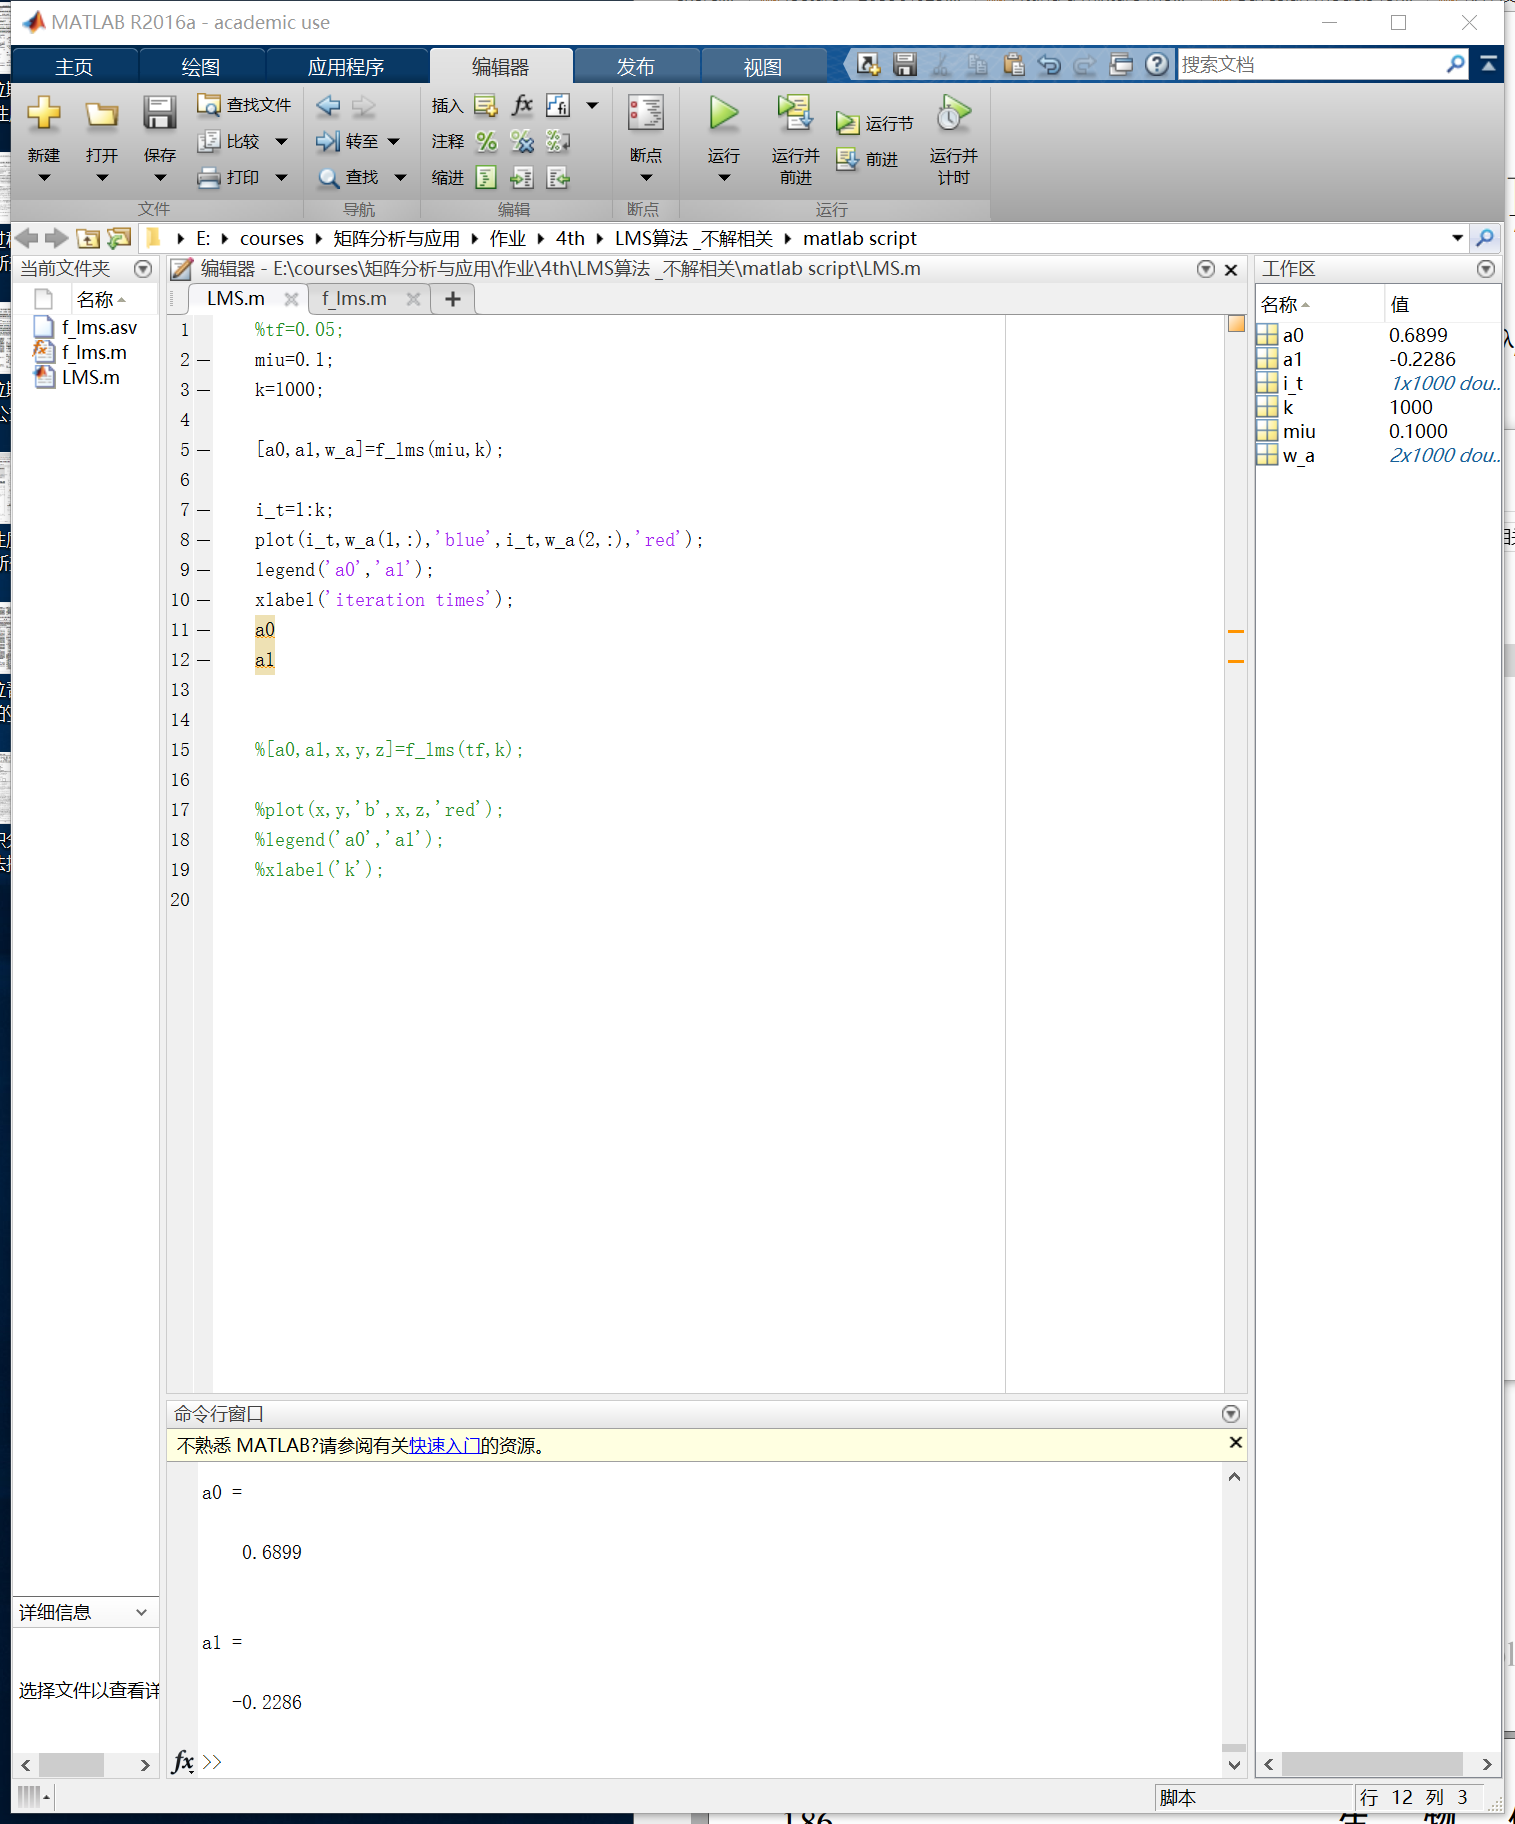 MATLAB R2016a - academic use
主页 绘图 应用程序 编辑器 发布 视图 搜索文档
新建 打开 保存 查找文件 比较 打印 转至 查找 插入 fx 注释 缩进 断点 运行 运行并前进 运行节 前进 运行并计时
文件 导航 编辑 断点 运行
E: courses 矩阵分析与应用 作业 4th LMS算法 _不解相关 matlab script
当前文件夹
名称
f_lms.asv
f_lms.m
LMS.m
编辑器 - E:\courses\矩阵分析与应用\作业\4th\LMS算法 _不解相关\matlab script\LMS.m
LMS.m f_lms.m
1 %tf=0.05;
2 miu=0.1;
3 k=1000;
4
5 [a0,a1,w_a]=f_lms(miu,k);
6
7 i_t=1:k;
8 plot(i_t,w_a(1,:),'blue',i_t,w_a(2,:),'red');
9 legend('a0','a1');
10 xlabel('iteration times');
11 a0
12 a1
13
14
15 %[a0,a1,x,y,z]=f_lms(tf,k);
16
17 %plot(x,y,'b',x,z,'red');
18 %legend('a0','a1');
19 %xlabel('k');
20
工作区
名称 值
a0 0.6899
a1 -0.2286
i_t 1x1000 dou...
k 1000
miu 0.1000
w_a 2x1000 dou...
命令行窗口
不熟悉 MATLAB?请参阅有关快速入门的资源。
a0 =
0.6899
a1 =
-0.2286
fx >>
详细信息
选择文件以查看详
脚本 行 12 列 3